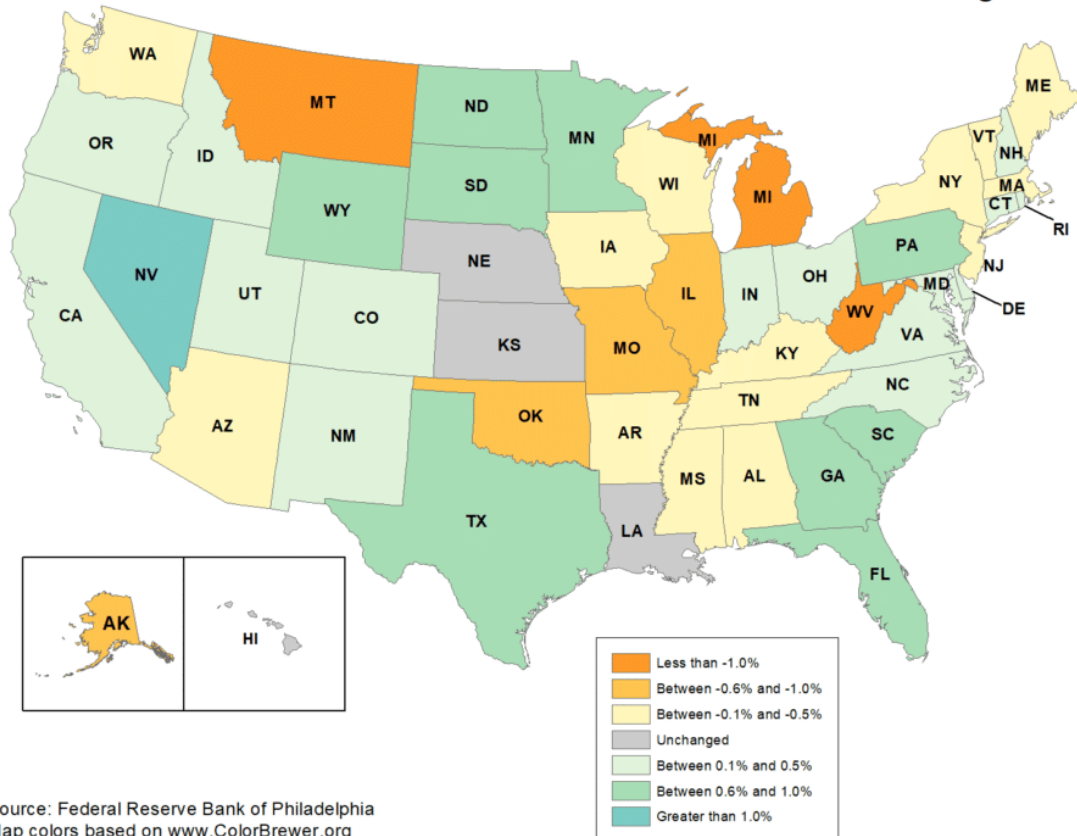 WA
MT
ND
MN
ME
OR
ID
MI
VT
NH
SD
WI
MI
NY
MA
WY
CT
RI
IA
PA
NE
NV
OH
NJ
UT
IL
IN
MD
CA
CO
DE
WV
VA
KS
MO
KY
NC
TN
OK
AZ
NM
AR
SC
MS
AL
GA
TX
LA
FL
AK
HI
Less than -1.0%
Between -0.6% and -1.0%
Between -0.1% and -0.5%
Unchanged
Between 0.1% and 0.5%
Between 0.6% and 1.0%
Greater than 1.0%
ource: Federal Reserve Bank of Philadelphia
Map colors based on www.ColorBrewer.org